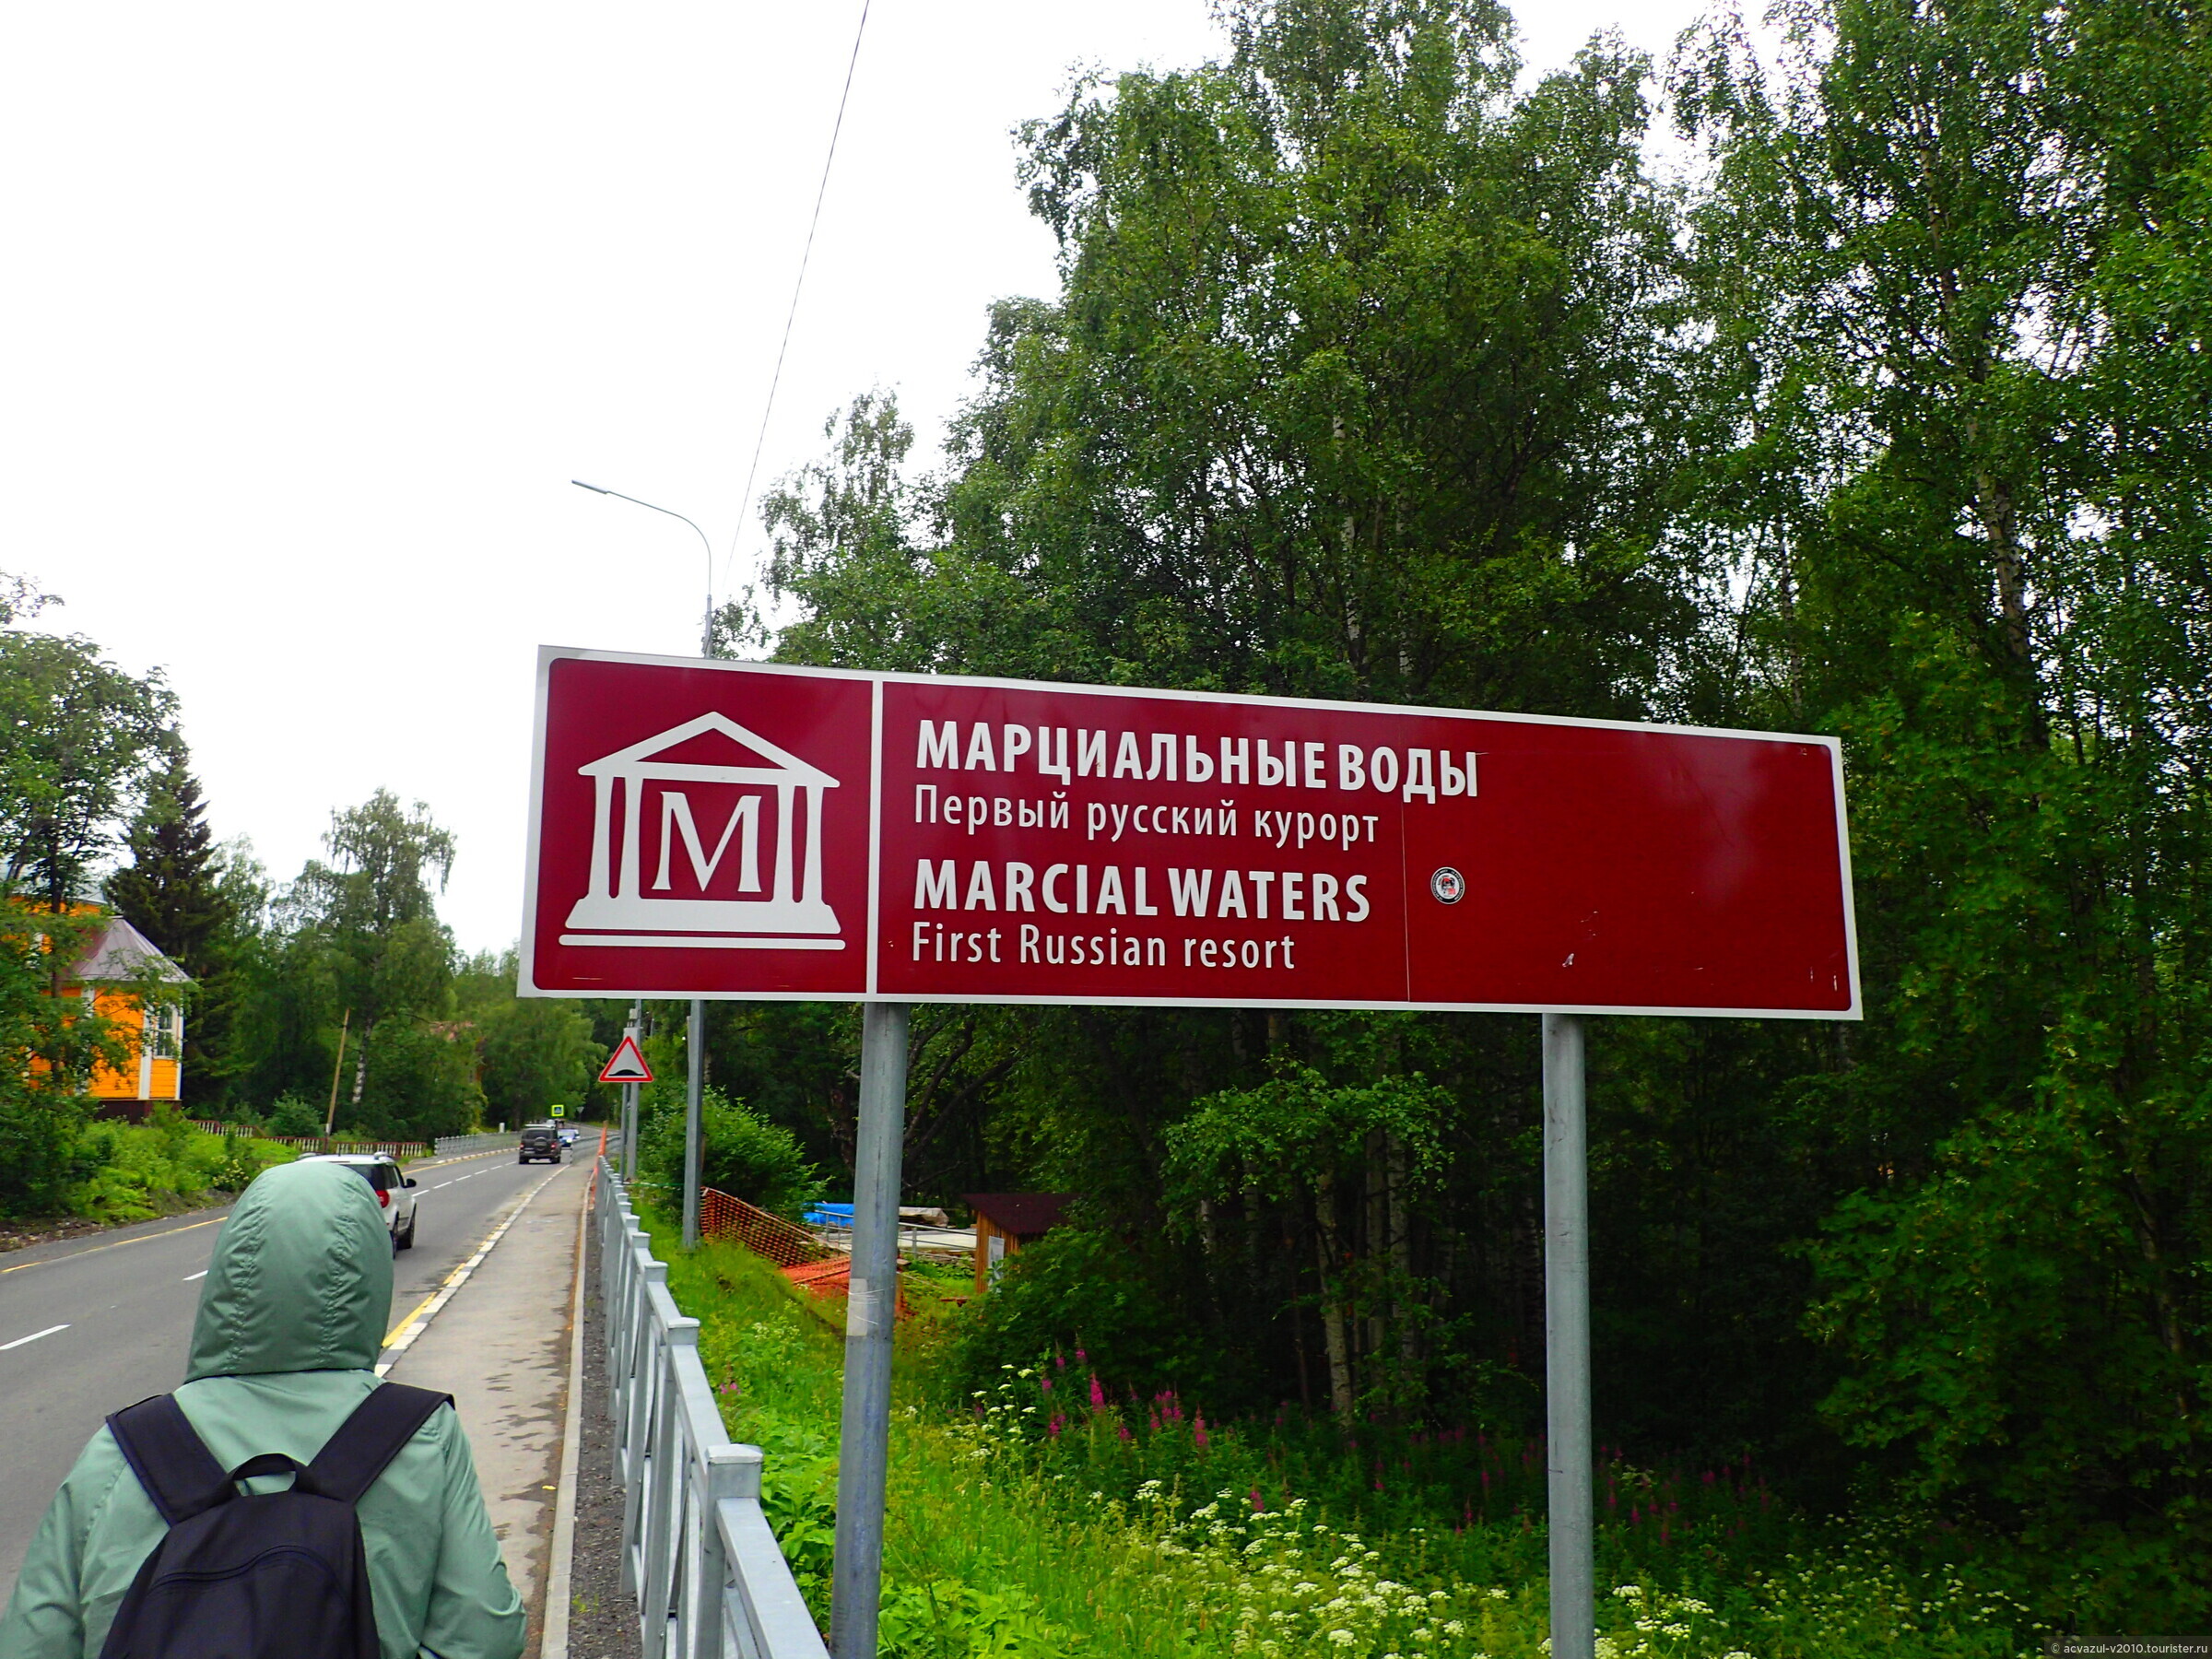 М
МАРЦИАЛЬНЫЕ ВОДЫ
Первый русский курорт
MARCIAL WATERS
First Russian resort
© acvazul-v2010.tourister.ru